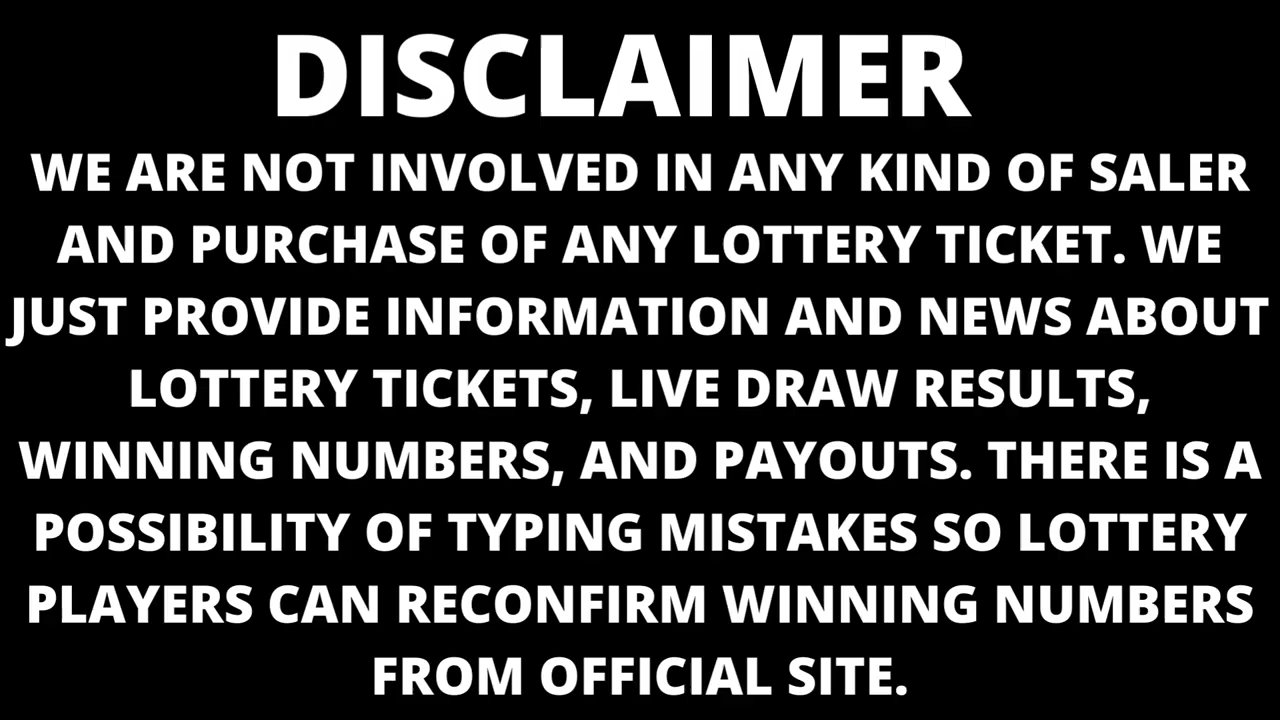 DISCLAIMER
WE ARE NOT INVOLVED IN ANY KIND OF SALER
AND PURCHASE OF ANY LOTTERY TICKET. WE
JUST PROVIDE INFORMATION AND NEWS ABOUT
LOTTERY TICKETS, LIVE DRAW RESULTS,
WINNING NUMBERS, AND PAYOUTS. THERE IS A
POSSIBILITY OF TYPING MISTAKES SO LOTTERY
PLAYERS CAN RECONFIRM WINNING NUMBERS
FROM OFFICIAL SITE.